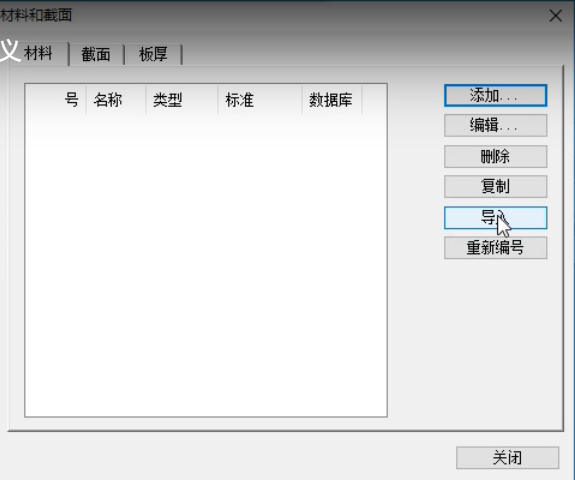 材料和截面
义
材料 截面 板厚
号 名称 类型 标准 数据库
添加...
编辑...
删除
复制
导
重新编号
关闭